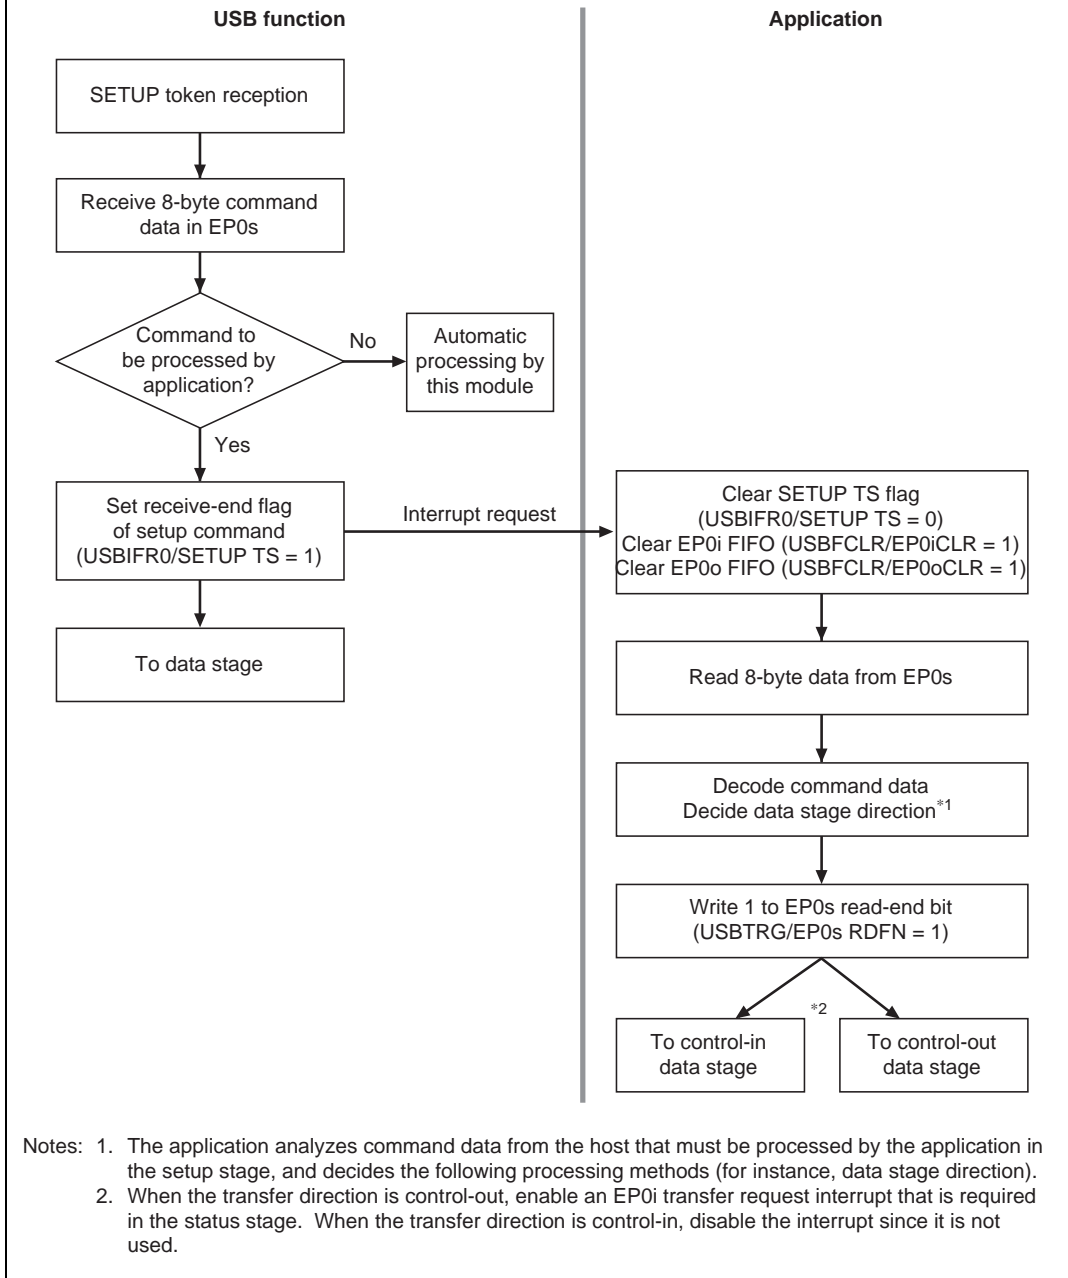 USB function
Application
SETUP token reception
Receive 8-byte command
data in EP0s
Command to
be processed by
application?
No
Automatic
processing by
this module
Yes
Set receive-end flag
of setup command
(USBIFR0/SETUP TS = 1)
Interrupt request
To data stage
Clear SETUP TS flag
(USBIFR0/SETUP TS = 0)
Clear EP0i FIFO (USBFCLR/EP0iCLR = 1)
Clear EP0o FIFO (USBFCLR/EP0oCLR = 1)
Read 8-byte data from EP0s
Decode command data
Decide data stage direction*1
Write 1 to EP0s read-end bit
(USBTRG/EP0s RDFN = 1)
*2
To control-in
data stage
To control-out
data stage
Notes: 1. The application analyzes command data from the host that must be processed by the application in
the setup stage, and decides the following processing methods (for instance, data stage direction).
2. When the transfer direction is control-out, enable an EP0i transfer request interrupt that is required
in the status stage. When the transfer direction is control-in, disable the interrupt since it is not
used.